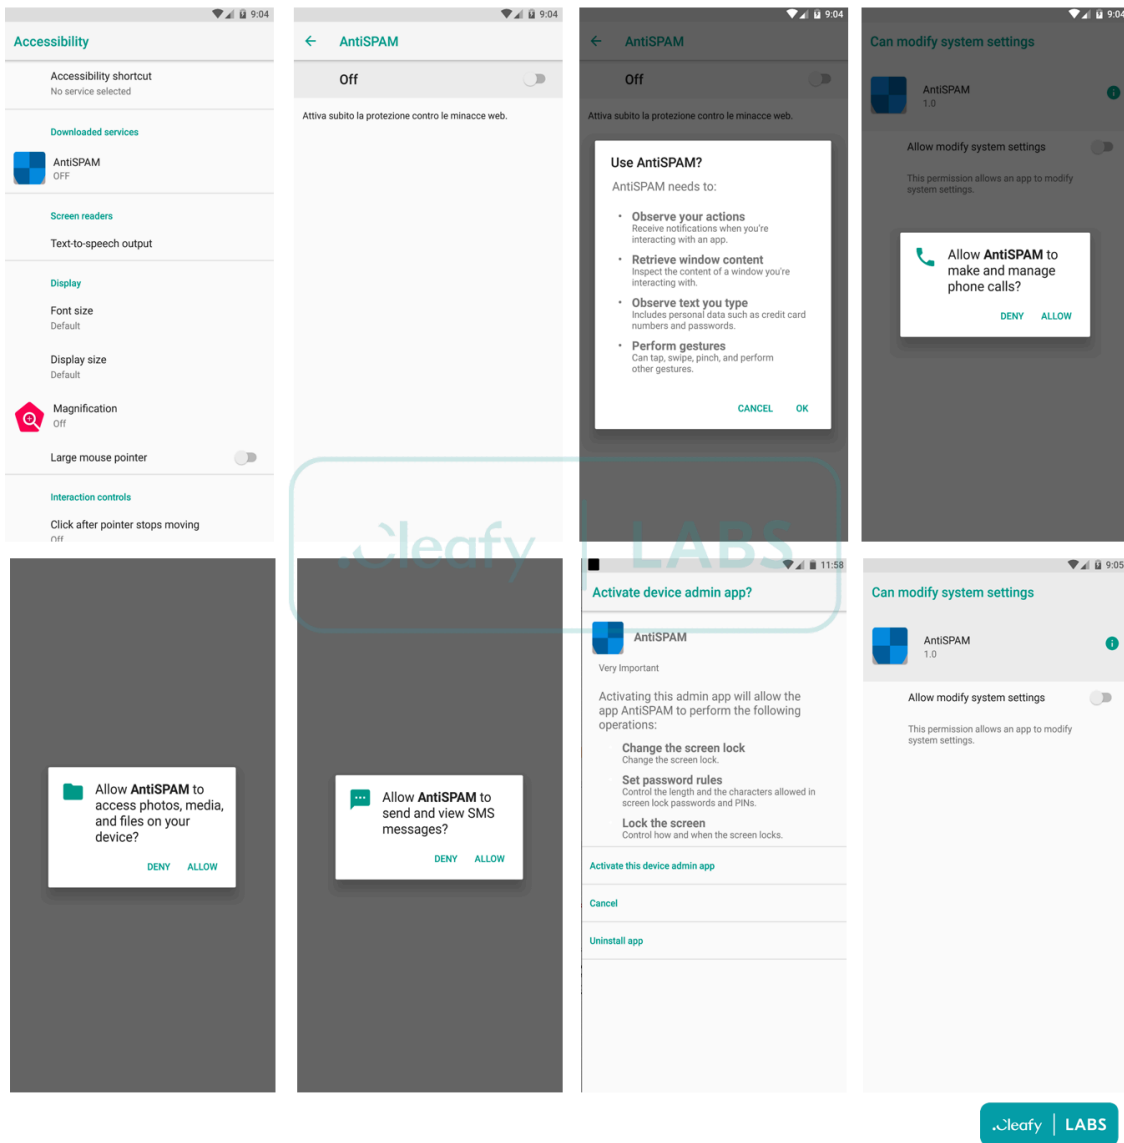 9:04
Accessibility
Accessibility shortcut
No service selected
Downloaded services
AntiSPAM
OFF
Screen readers
Text-to-speech output
Display
Font size
Default
Display size
Default
Magnification
Off
Large mouse pointer
Interaction controls
Click after pointer stops moving
Off
9:04
AntiSPAM
Off
Attiva subito la protezione contro le minacce web.
9:04
AntiSPAM
Off
Attiva subito la protezione contro le minacce web.
Use AntiSPAM?
AntiSPAM needs to:
• Observe your actions
Receive notifications when you're
interacting with an app.
• Retrieve window content
Inspect the content of a window you're
interacting with.
• Observe text you type
Includes personal data such as credit card
numbers and passwords.
• Perform gestures
Can tap, swipe, pinch, and perform
other gestures.
CANCEL OK
9:04
Can modify system settings
AntiSPAM
1.0
Allow modify system settings
This permission allows an app to modify
system settings.
Allow AntiSPAM to
make and manage
phone calls?
DENY ALLOW
.Cleafy | LABS
Allow AntiSPAM to
access photos, media,
and files on your
device?
DENY ALLOW
Allow AntiSPAM to
send and view SMS
messages?
DENY ALLOW
11:58
Activate device admin app?
AntiSPAM
Very Important
Activating this admin app will allow the
app AntiSPAM to perform the following
operations:
Change the screen lock
Change the screen lock.
Set password rules
Control the length and the characters allowed in
screen lock passwords and PINs.
Lock the screen
Control how and when the screen locks.
Activate this device admin app
Cancel
Uninstall app
9:05
Can modify system settings
AntiSPAM
1.0
Allow modify system settings
This permission allows an app to modify
system settings.
.Cleafy | LABS